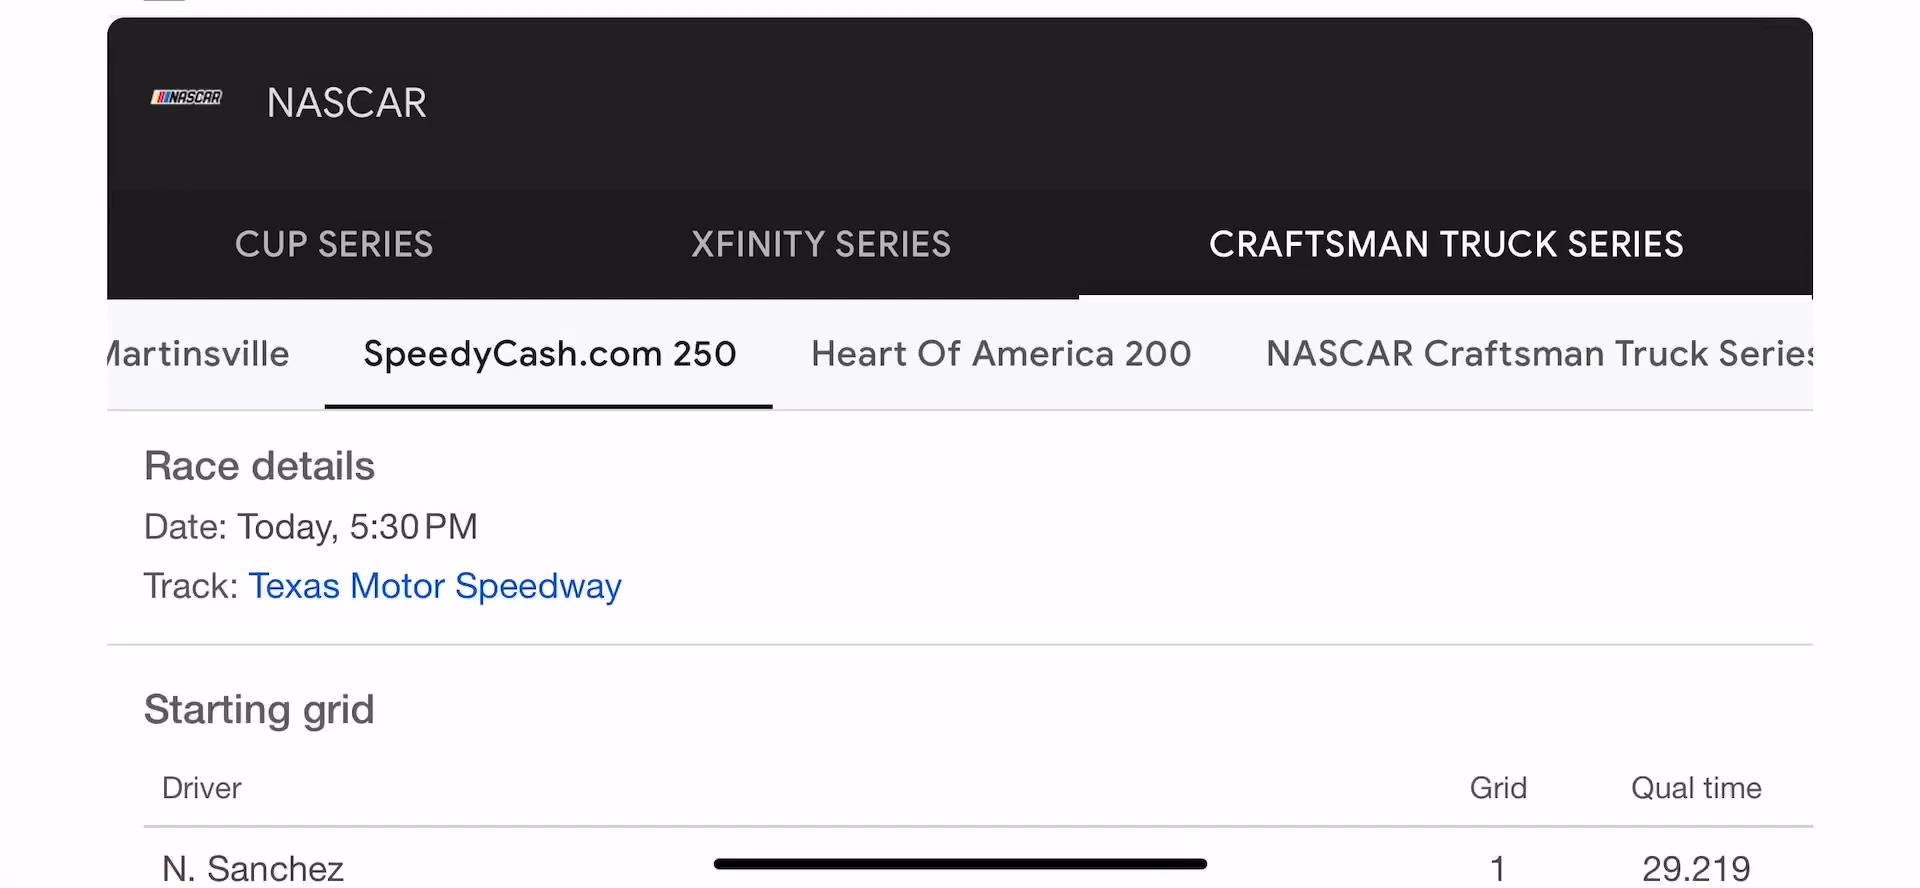 NASCAR NASCAR
CUP SERIES XFINITY SERIES CRAFTSMAN TRUCK SERIES
Martinsville SpeedyCash.com 250 Heart Of America 200 NASCAR Craftsman Truck Series
Race details
Date: Today, 5:30 PM
Track: Texas Motor Speedway
Starting grid
Driver Grid Qual time
N. Sanchez 1 29.219